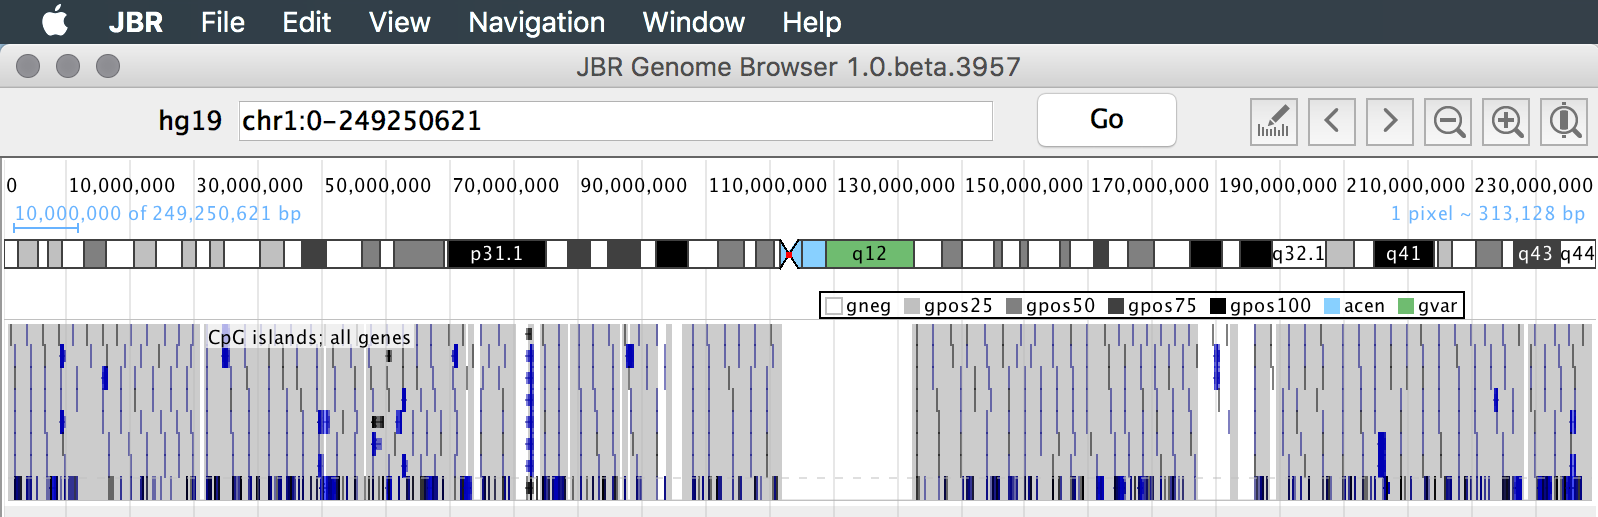 JBR File Edit View Navigation Window Help
JBR Genome Browser 1.0.beta.3957
hg19 chr1:0-249250621 Go
0 10,000,000 30,000,000 50,000,000 70,000,000 90,000,000 110,000,000 130,000,000 150,000,000 170,000,000 190,000,000 210,000,000 230,000,000
10,000,000 of 249,250,621 bp 1 pixel ~ 313,128 bp
p31.1 q12 q32.1 q41 q43 q44
gneg gpos25 gpos50 gpos75 gpos100 acen gvar
CpG islands; all genes